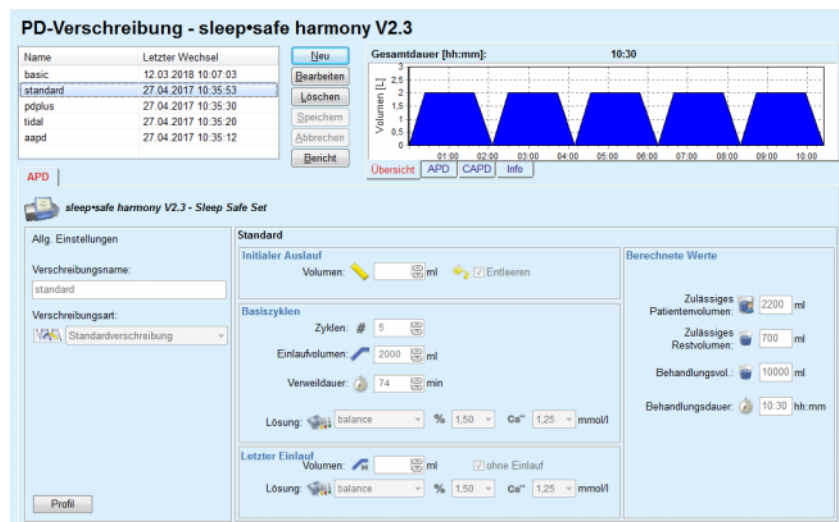 PD-Verschreibung - sleep•safe harmony V2.3
Name Letzter Wechsel
basic 12.03.2018 10:07:03
standard 27.04.2017 10:35:53
pdplus 27.04.2017 10:35:30
tidal 27.04.2017 10:35:20
aapd 27.04.2017 10:35:12
Neu
Bearbeiten
Löschen
Speichern
Abbrechen
Bericht
Gesamtdauer [hh:mm]: 10:30
Volumen [L]
3
2,5
2
1,5
1
0,5
0
01:00 02:00 03:00 04:00 05:00 06:00 07:00 08:00 09:00 10:00
Übersicht APD CAPD Info
APD
sleep•safe harmony V2.3 - Sleep Safe Set
Allg. Einstellungen
Verschreibungsname:
standard
Verschreibungsart:
Standardverschreibung
Profil
Standard
Initialer Auslauf
Volumen: ml Entleeren
Basiszyklen
Zyklen: # 5
Einlaufvolumen: 2000 ml
Verweildauer: 74 min
Lösung: balance % 1,50 Ca⁺⁺ 1,25 mmol/l
Letzter Einlauf
Volumen: ml ohne Einlauf
Lösung: balance % 1,50 Ca⁺⁺ 1,25 mmol/l
Berechnete Werte
Zulässiges
Patientenvolumen: 2200 ml
Zulässiges
Restvolumen: 700 ml
Behandlungsvol.: 10000 ml
Behandlungsdauer: 10:30 hh:mm